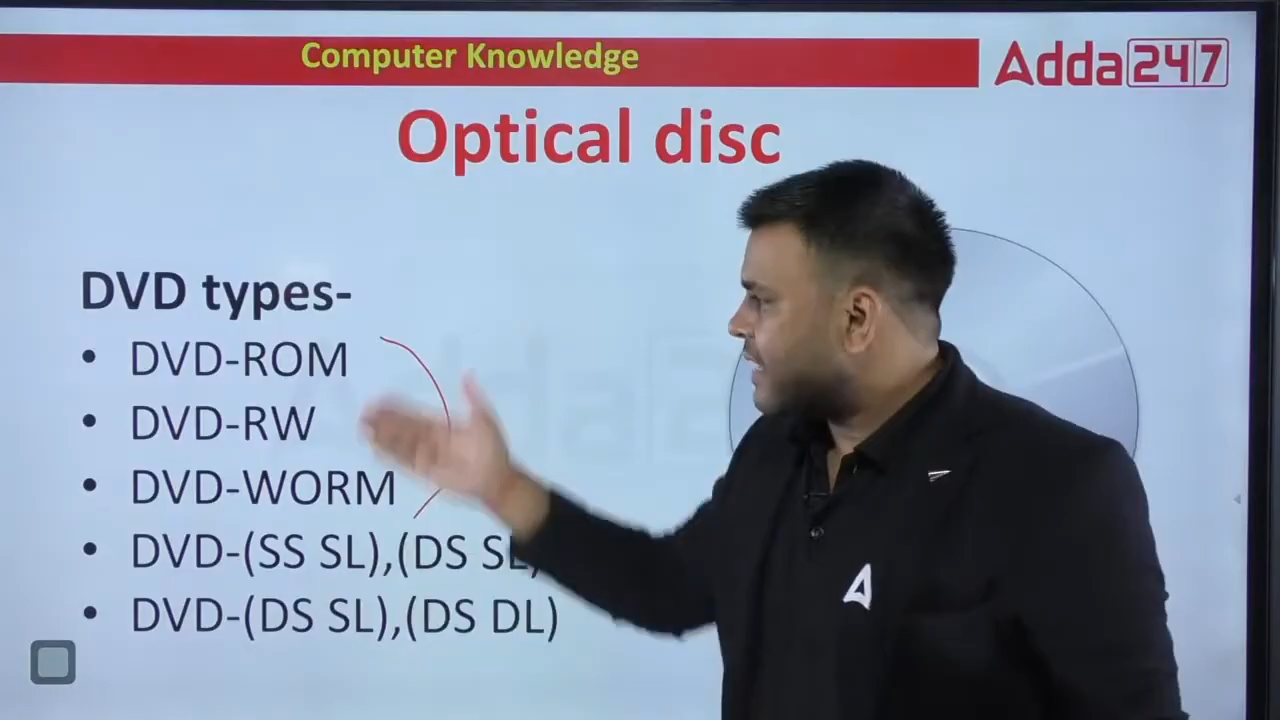 Computer Knowledge
Adda247
Optical disc
DVD types-
• DVD-ROM
• DVD-RW
• DVD-WORM
• DVD-(SS SL),(DS SL)
• DVD-(DS SL),(DS DL)